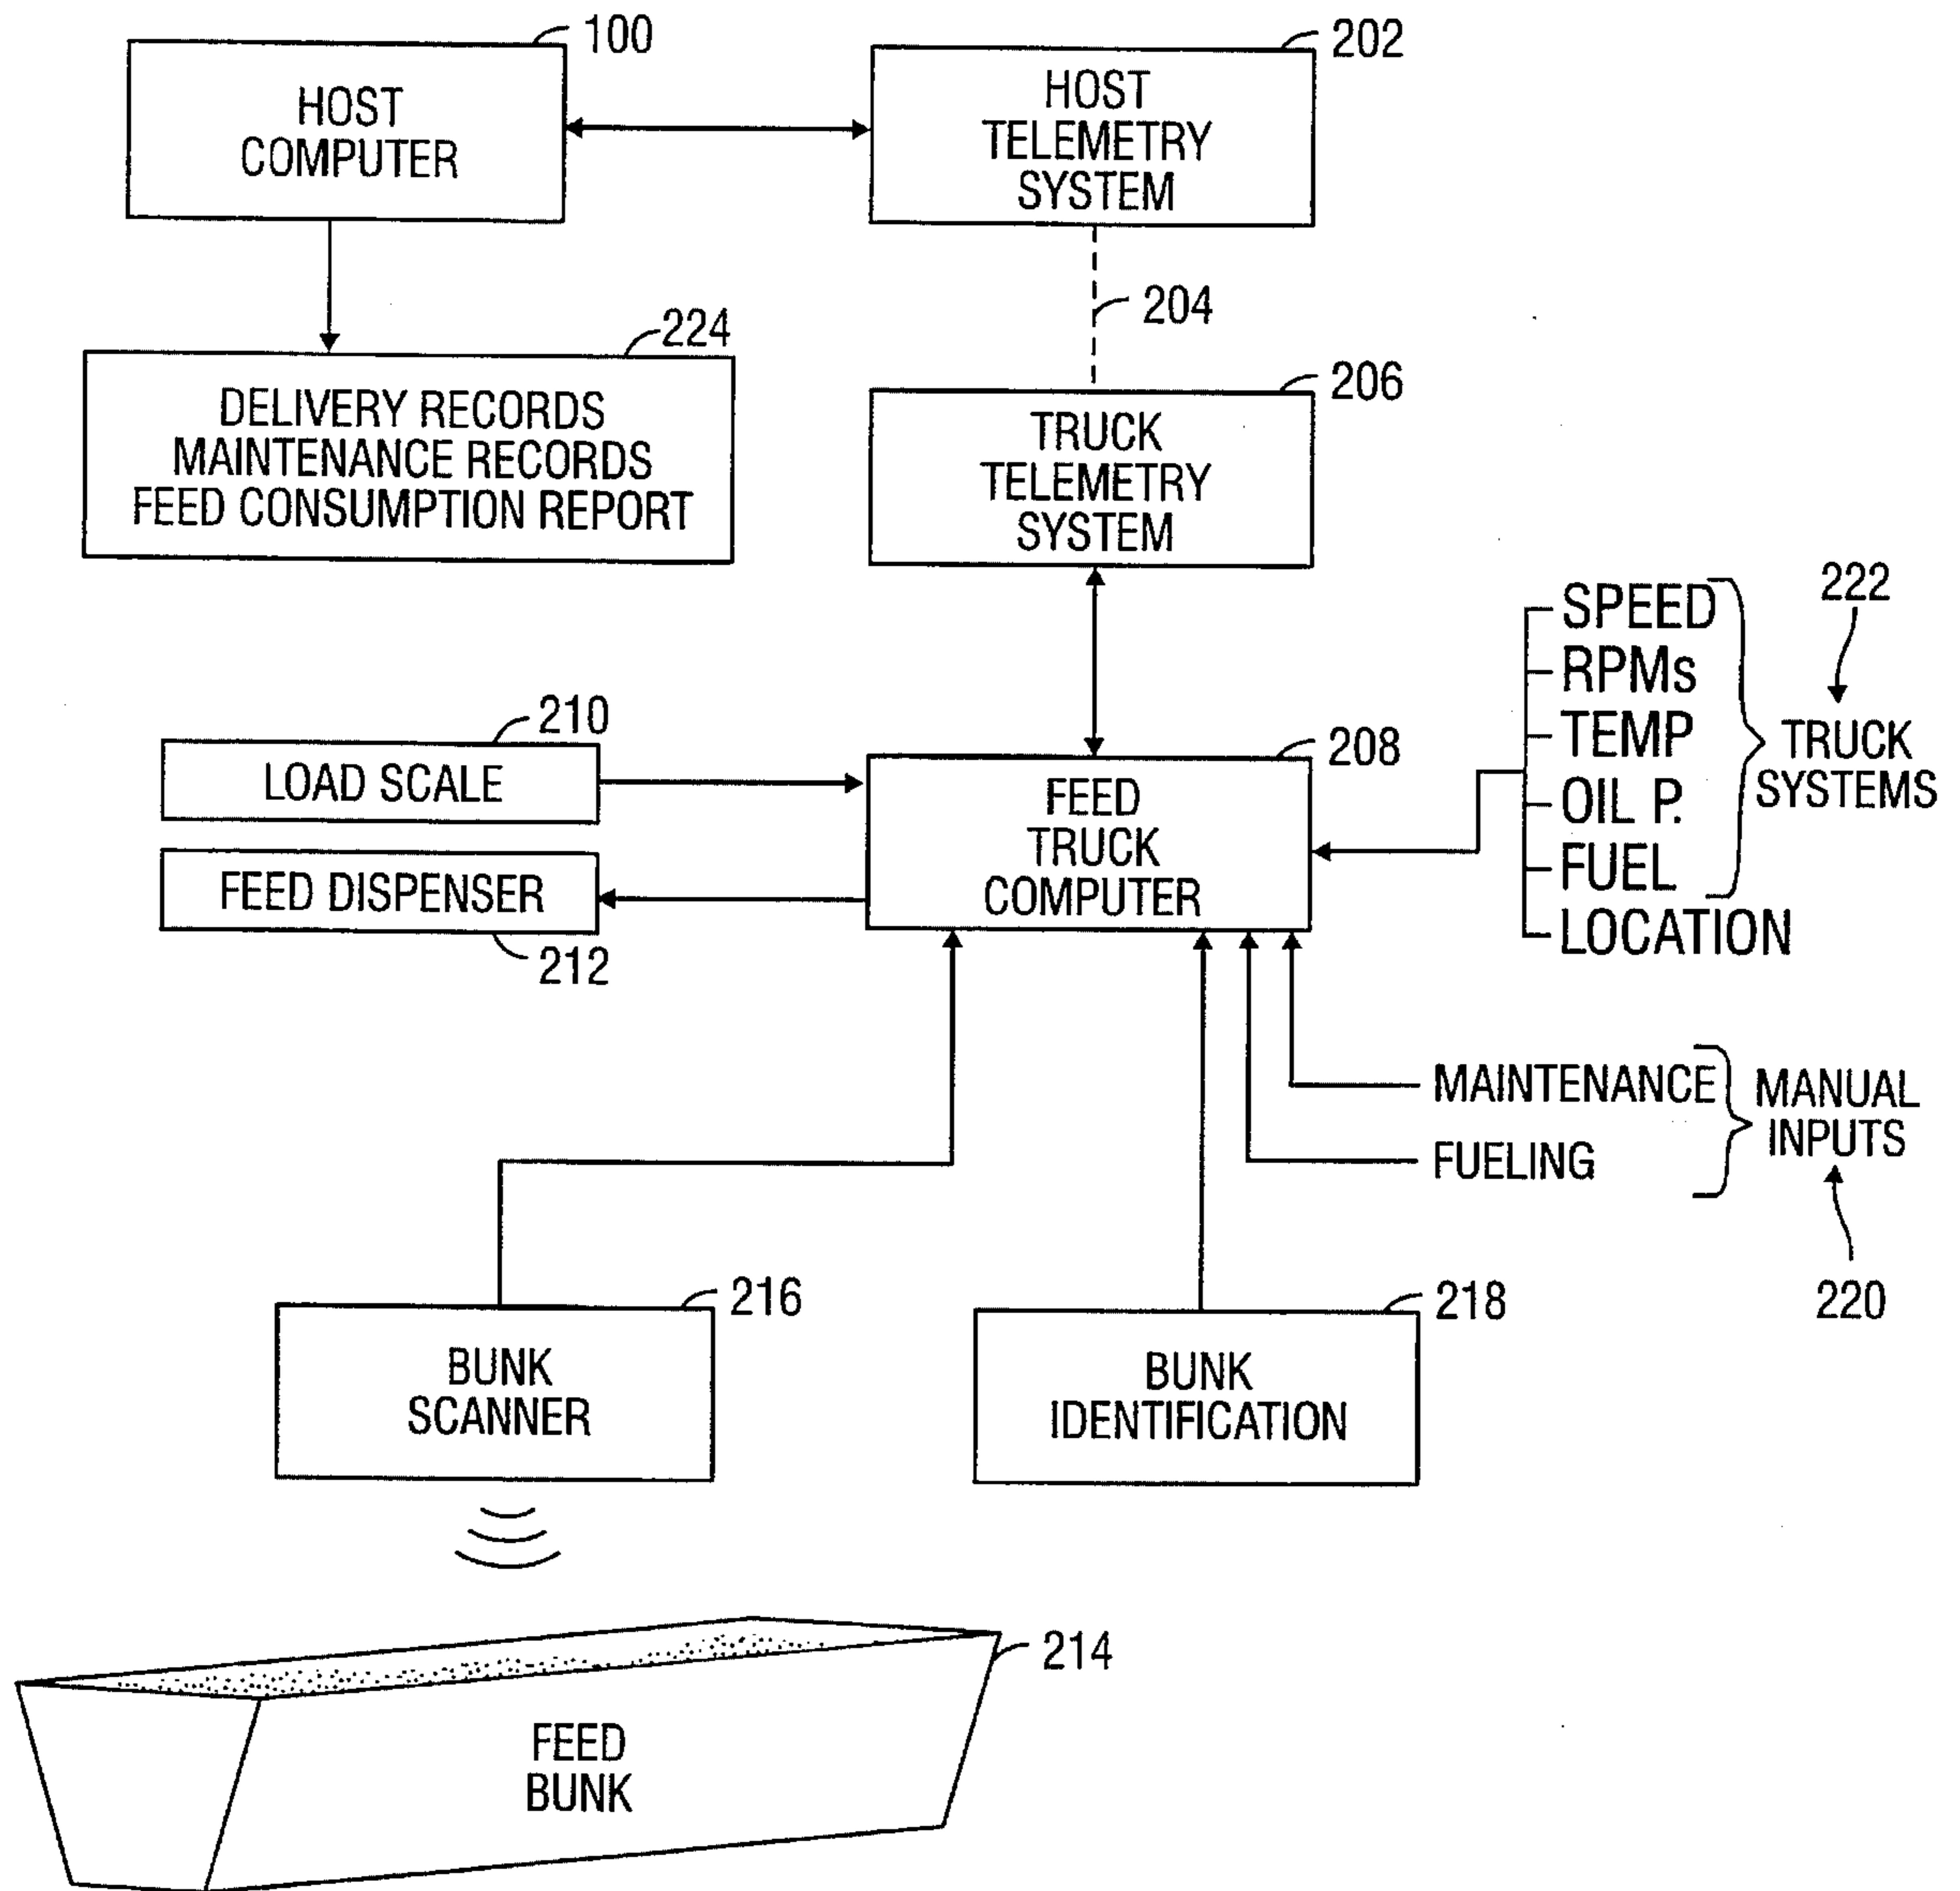 100
HOST
COMPUTER
202
HOST
TELEMETRY
SYSTEM
204
224
DELIVERY RECORDS
MAINTENANCE RECORDS
FEED CONSUMPTION REPORT
206
TRUCK
TELEMETRY
SYSTEM
222
SPEED
RPMs
TEMP
OIL P.
FUEL
LOCATION
TRUCK
SYSTEMS
210
LOAD SCALE
208
FEED
TRUCK
COMPUTER
FEED DISPENSER
212
MAINTENANCE
FUELING
MANUAL
INPUTS
220
216
BUNK
SCANNER
218
BUNK
IDENTIFICATION
214
FEED
BUNK